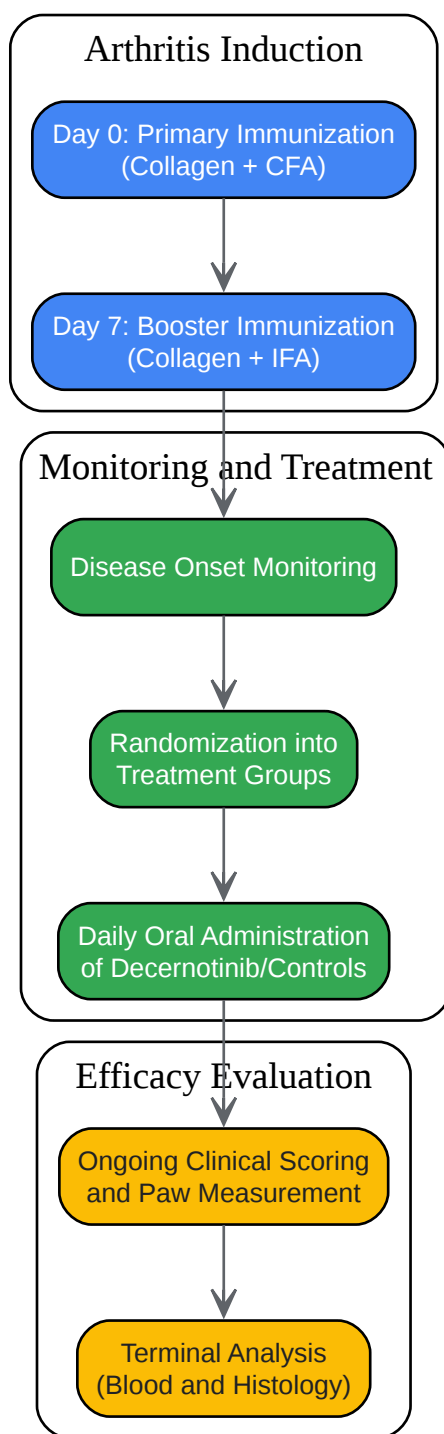 Arthritis Induction
Day 0: Primary Immunization
(Collagen + CFA)
Day 7: Booster Immunization
(Collagen + IFA)
Monitoring and Treatment
Disease Onset Monitoring
Randomization into
Treatment Groups
Daily Oral Administration
of Decernotinib/Controls
Efficacy Evaluation
Ongoing Clinical Scoring
and Paw Measurement
Terminal Analysis
(Blood and Histology)